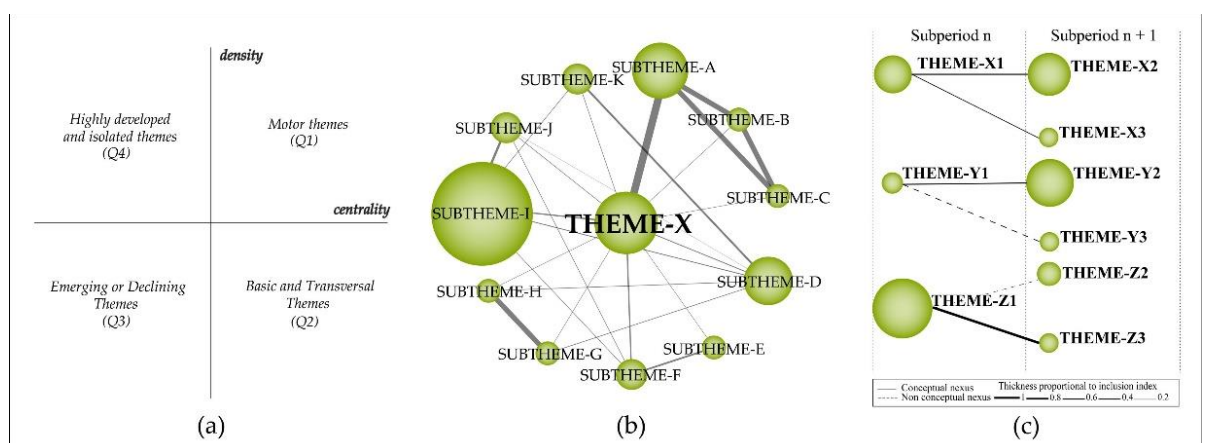 density
Highly developed
and isolated themes
(Q4)
Motor themes
(Q1)
centrality
Emerging or Declining
Themes
(Q3)
Basic and Transversal
Themes
(Q2)
(a)
SUBTHEME-A
SUBTHEME-K
SUBTHEME-J
SUBTHEME-B
SUBTHEME-C
SUBTHEME-I
THEME-X
SUBTHEME-D
SUBTHEME-H
SUBTHEME-G
SUBTHEME-E
SUBTHEME-F
(b)
Subperiod n
Subperiod n + 1
THEME-X1
THEME-X2
THEME-X3
THEME-Y1
THEME-Y2
THEME-Y3
THEME-Z2
THEME-Z1
THEME-Z3
Conceptual nexus
Non conceptual nexus
Thickness proportional to inclusion index
1 0.8 0.6 0.4 0.2
(c)